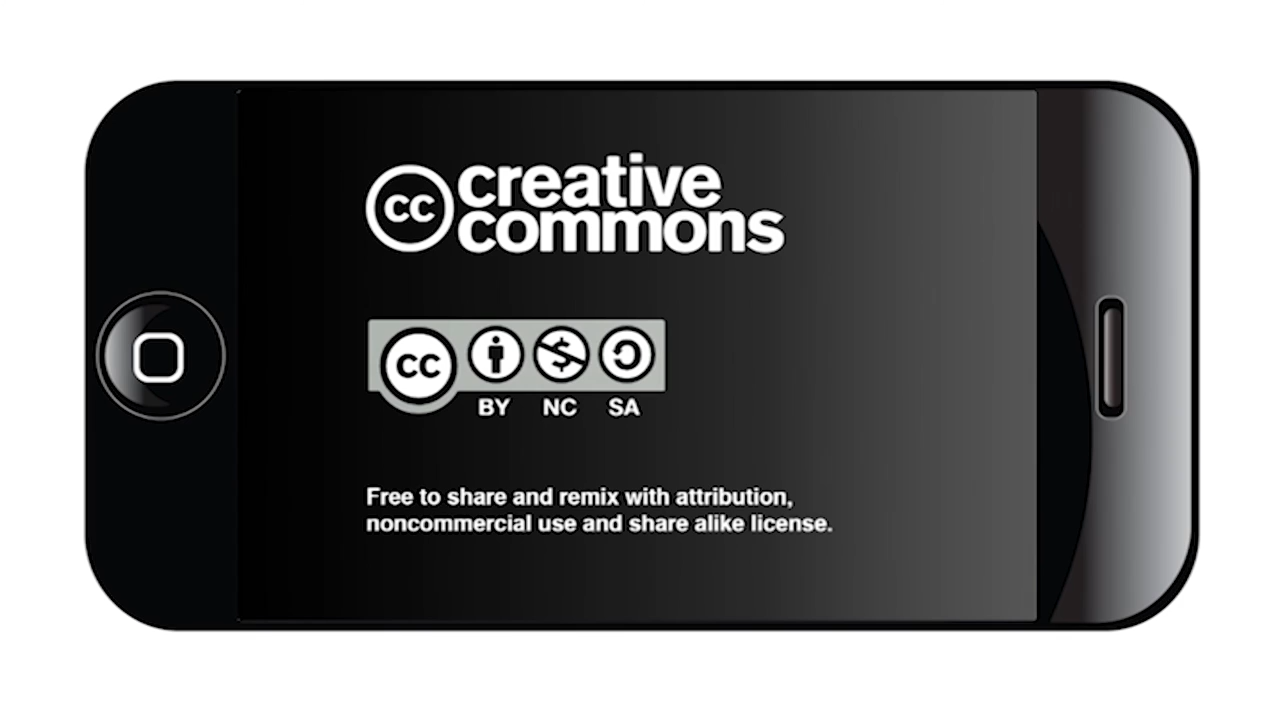 cc creative
commons
cc
BY NC SA
Free to share and remix with attribution,
noncommercial use and share alike license.